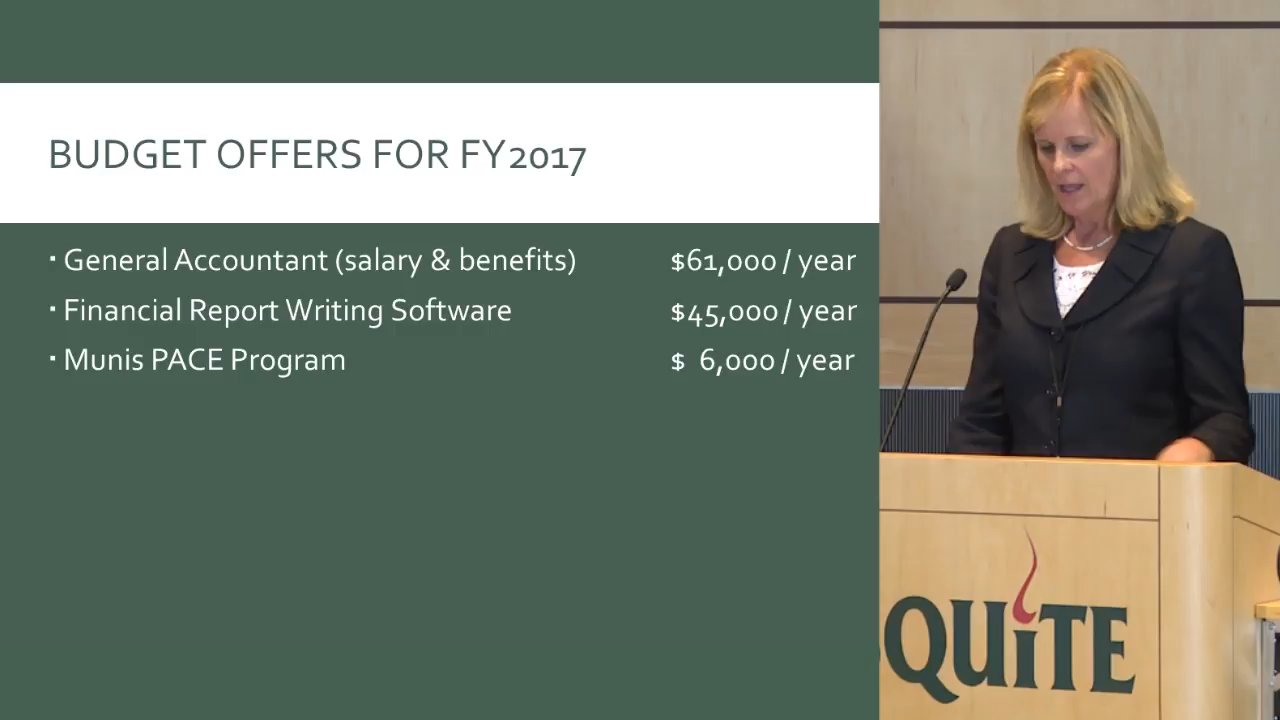 BUDGET OFFERS FOR FY2017
▪ General Accountant (salary & benefits) $61,000 / year
▪ Financial Report Writing Software $45,000 / year
▪ Munis PACE Program $ 6,000 / year
QUiTE